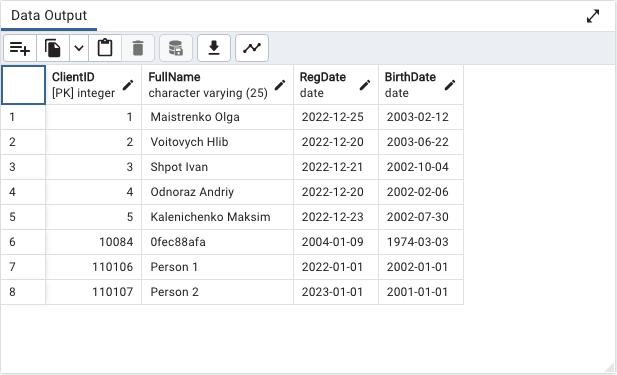 Data Output
ClientID FullName RegDate BirthDate
[PK] integer character varying (25) date date
1 1 Maistrenko Olga 2022-12-25 2003-02-12
2 2 Voitovych Hlib 2022-12-20 2003-06-22
3 3 Shpot Ivan 2022-12-21 2002-10-04
4 4 Odnoraz Andriy 2022-12-20 2002-02-06
5 5 Kalenichenko Maksim 2022-12-23 2002-07-30
6 10084 0fec88afa 2004-01-09 1974-03-03
7 110106 Person 1 2022-01-01 2002-01-01
8 110107 Person 2 2023-01-01 2001-01-01